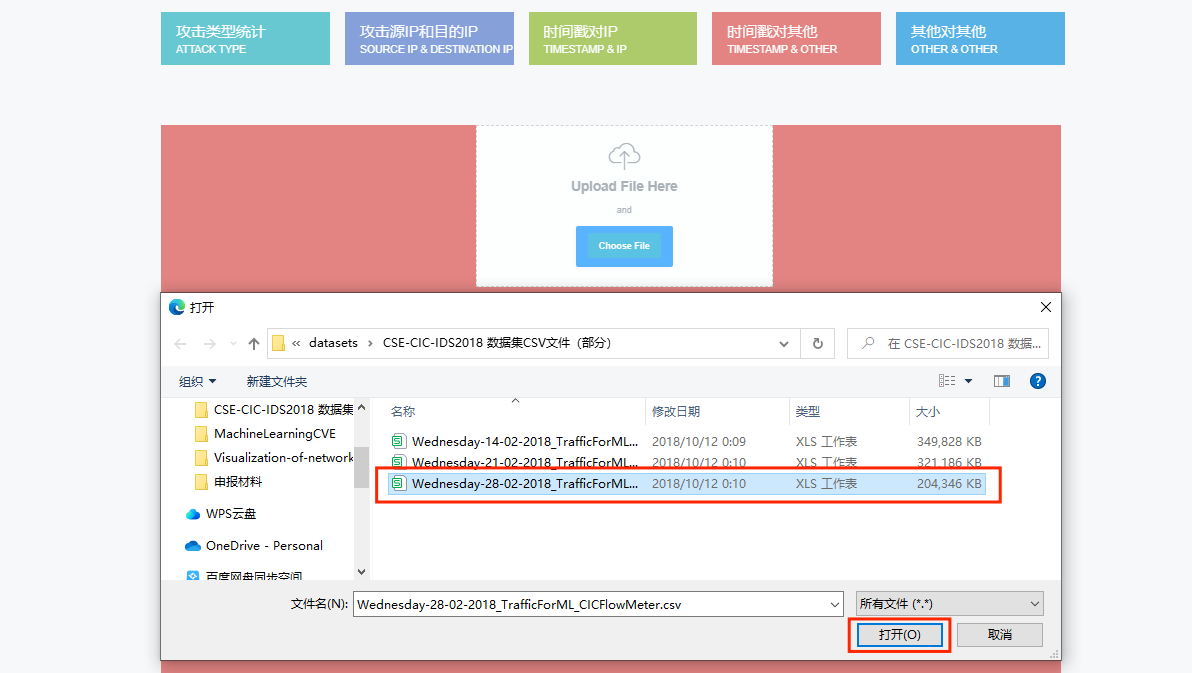 攻击类型统计
ATTACK TYPE
攻击源IP和目的IP
SOURCE IP & DESTINATION IP
时间戳对IP
TIMESTAMP & IP
时间戳对其他
TIMESTAMP & OTHER
其他对其他
OTHER & OTHER
Upload File Here
and
Choose File
打开
« datasets › CSE-CIC-IDS2018 数据集CSV文件（部分）
在 CSE-CIC-IDS2018 数据...
组织 新建文件夹
CSE-CIC-IDS2018 数据集
MachineLearningCVE
Visualization-of-network
申报材料
WPS云盘
OneDrive - Personal
百度网盘同步空间
名称 修改日期 类型 大小
Wednesday-14-02-2018_TrafficForML... 2018/10/12 0:09 XLS 工作表 349,828 KB
Wednesday-21-02-2018_TrafficForML... 2018/10/12 0:10 XLS 工作表 321,186 KB
Wednesday-28-02-2018_TrafficForML... 2018/10/12 0:10 XLS 工作表 204,346 KB
文件名(N): Wednesday-28-02-2018_TrafficForML_CICFlowMeter.csv 所有文件 (*.*)
打开(O) 取消